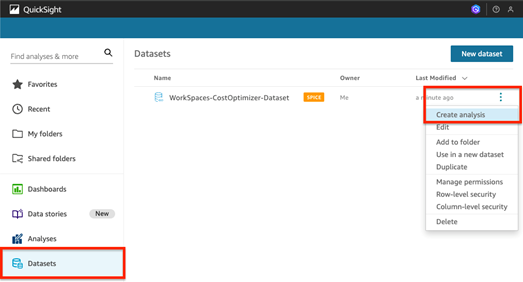 QuickSight
Find analyses & more
Favorites
Recent
My folders
Shared folders
Dashboards
Data stories New
Analyses
Datasets
Datasets
New dataset
Name Owner Last Modified
WorkSpaces-CostOptimizer-Dataset SPICE Me a minute ago
Create analysis
Edit
Add to folder
Use in a new dataset
Duplicate
Manage permissions
Row-level security
Column-level security
Delete